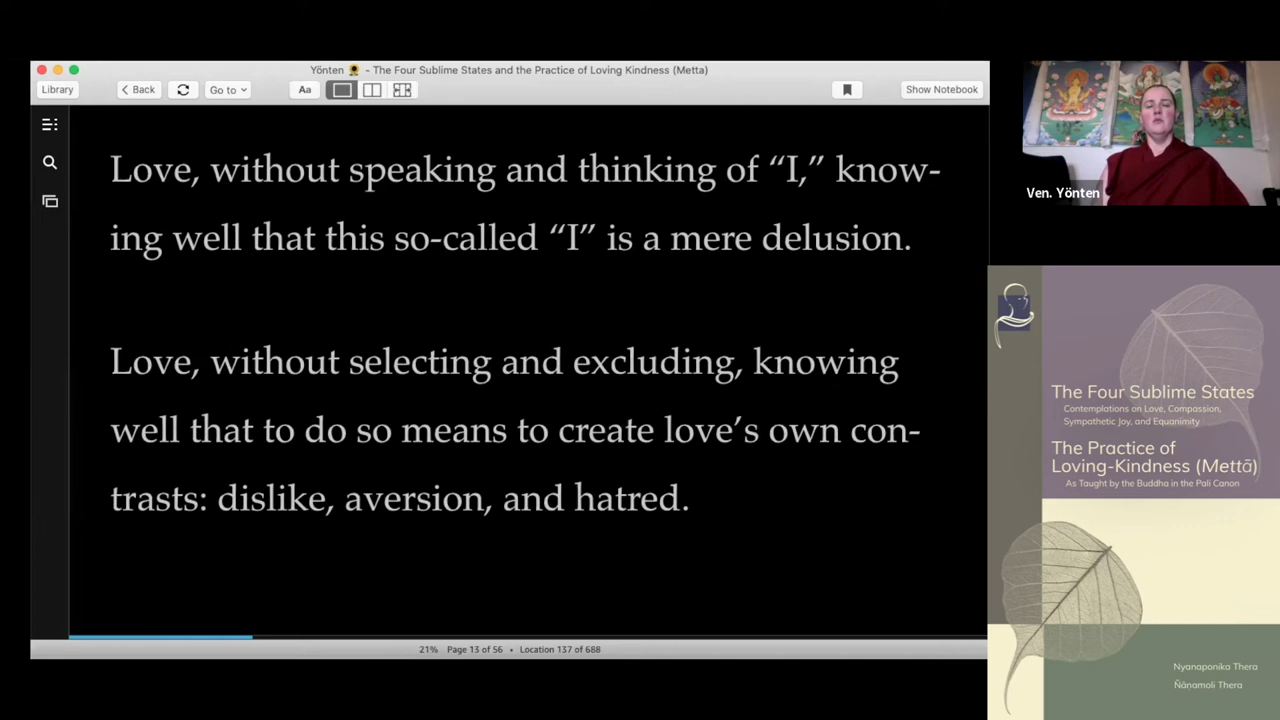 Yönten 🌻 - The Four Sublime States and the Practice of Loving Kindness (Metta)
Library
Back
Go to
Aa
Show Notebook
Love, without speaking and thinking of “I,” know-
ing well that this so-called “I” is a mere delusion.
Love, without selecting and excluding, knowing
well that to do so means to create love’s own con-
trasts: dislike, aversion, and hatred.
21% Page 13 of 56 • Location 137 of 688
Ven. Yönten
The Four Sublime States
Contemplations on Love, Compassion,
Sympathetic Joy, and Equanimity
The Practice of
Loving-Kindness (Mettā)
As Taught by the Buddha in the Pali Canon
Nyanaponika Thera
Ñāṇamoli Thera